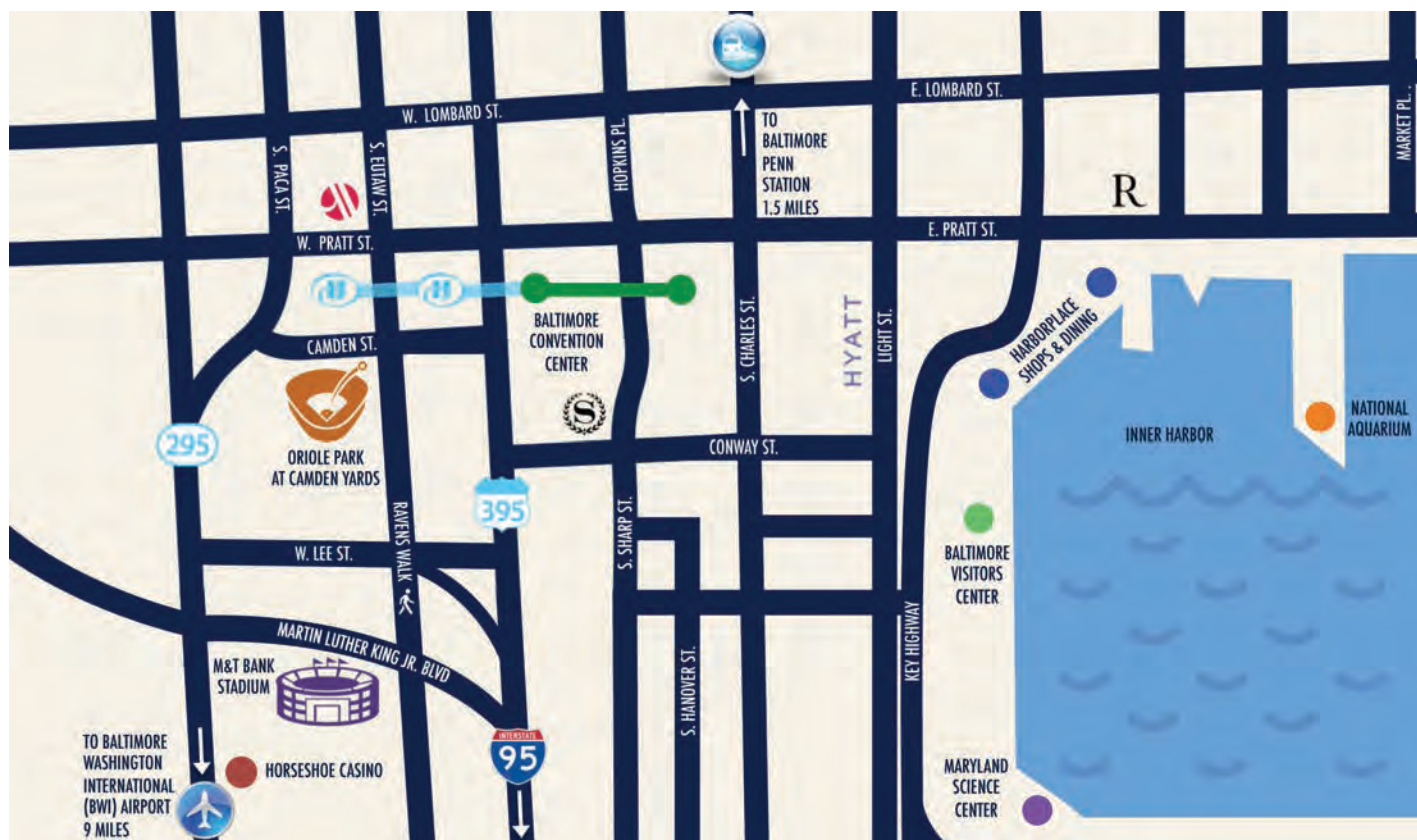 E. LOMBARD ST.
W. LOMBARD ST.
MARKET PL.
TO
BALTIMORE
PENN
STATION
1.5 MILES
HOPKINS PL.
S. PACA ST.
S. EUTAW ST.
R
W. PRATT ST.
E. PRATT ST.
H
H
BALTIMORE
CONVENTION
CENTER
CAMDEN ST.
S. CHARLES ST.
HYATT
LIGHT ST.
HARBORPLACE
SHOPS & DINING
S
295
ORIOLE PARK
AT CAMDEN YARDS
CONWAY ST.
INNER HARBOR
NATIONAL
AQUARIUM
395
RAVENS WALK
S. SHARP ST.
W. LEE ST.
BALTIMORE
VISITORS
CENTER
MARTIN LUTHER KING JR. BLVD
KEY HIGHWAY
S. HANOVER ST.
M&T BANK
STADIUM
INTERSTATE
95
TO BALTIMORE
WASHINGTON
INTERNATIONAL
(BWI) AIRPORT
9 MILES
HORSESHOE CASINO
MARYLAND
SCIENCE
CENTER